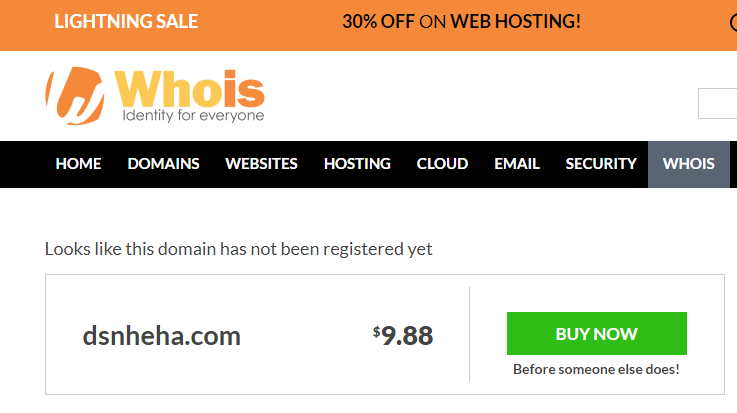 LIGHTNING SALE
30% OFF ON WEB HOSTING!
Whois
Identity for everyone
HOME DOMAINS WEBSITES HOSTING CLOUD EMAIL SECURITY WHOIS
Looks like this domain has not been registered yet
dsnheha.com $9.88 BUY NOW
Before someone else does!